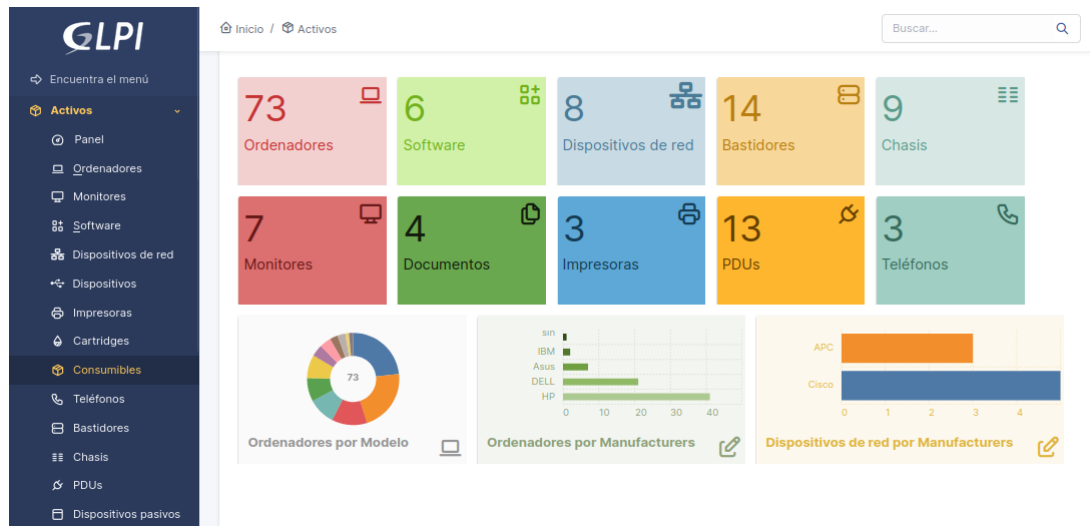 GLPI
Inicio / Activos
Buscar...
Encuentra el menú
Activos
Panel
Ordenadores
Monitores
Software
Dispositivos de red
Dispositivos
Impresoras
Cartridges
Consumibles
Teléfonos
Bastidores
Chasis
PDUs
Dispositivos pasivos
73
Ordenadores
6
Software
8
Dispositivos de red
14
Bastidores
9
Chasis
7
Monitores
4
Documentos
3
Impresoras
13
PDUs
3
Teléfonos
73
Ordenadores por Modelo
sin
IBM
Asus
DELL
HP
0 10 20 30 40
Ordenadores por Manufacturers
APC
Cisco
0 1 2 3 4
Dispositivos de red por Manufacturers